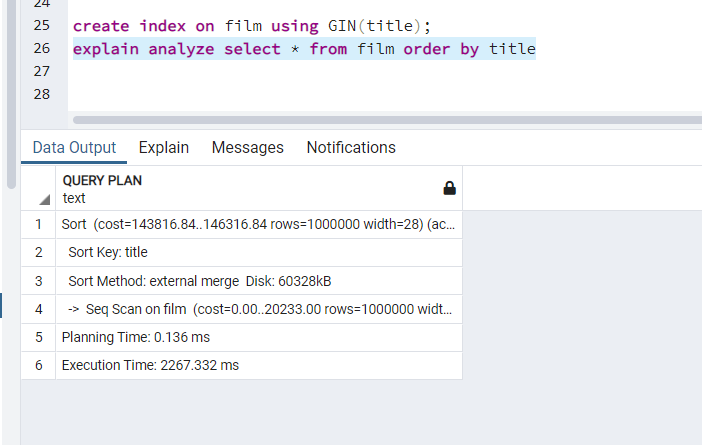 24
25 create index on film using GIN(title);
26 explain analyze select * from film order by title
27
28
Data Output Explain Messages Notifications
QUERY PLAN
text
1 Sort (cost=143816.84..146316.84 rows=1000000 width=28) (ac...
2 Sort Key: title
3 Sort Method: external merge Disk: 60328kB
4 -> Seq Scan on film (cost=0.00..20233.00 rows=1000000 widt...
5 Planning Time: 0.136 ms
6 Execution Time: 2267.332 ms